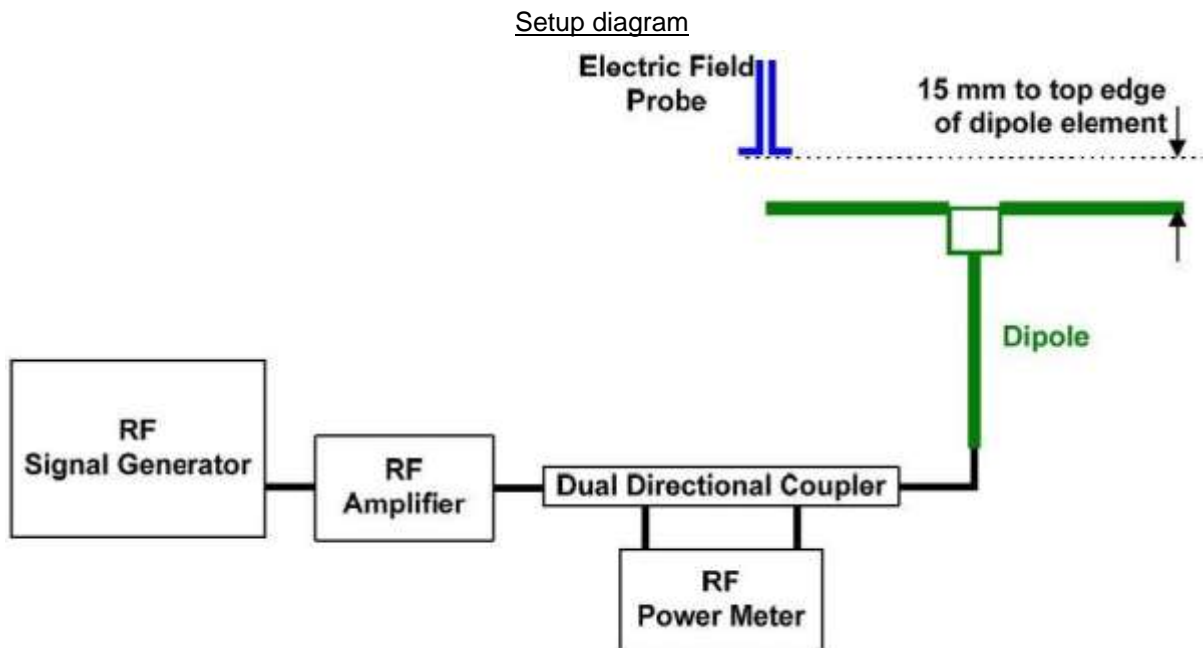 Setup diagram
Electric Field
Probe
15 mm to top edge
of dipole element
Dipole
RF
Signal Generator
RF
Amplifier
Dual Directional Coupler
RF
Power Meter